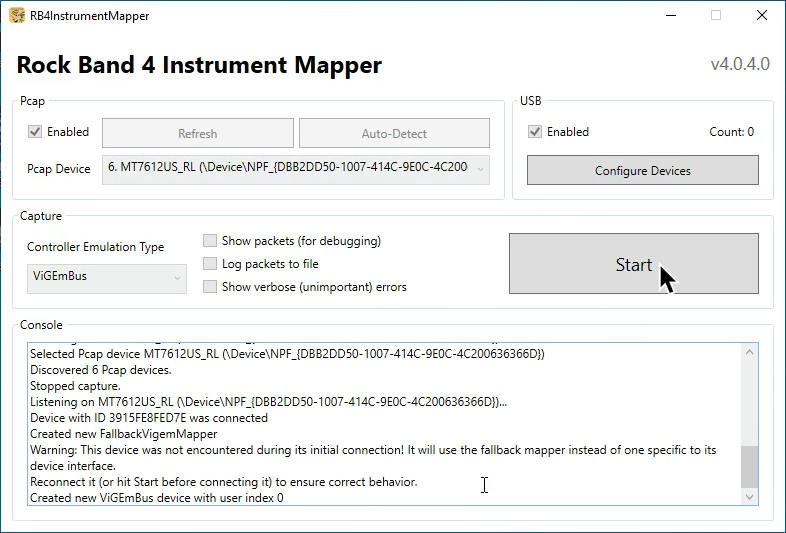 RB4InstrumentMapper
Rock Band 4 Instrument Mapper
v4.0.4.0
Pcap
Enabled
Refresh
Auto-Detect
Pcap Device
6. MT7612US_RL (\Device\NPF_{DBB2DD50-1007-414C-9E0C-4C200
USB
Enabled
Count: 0
Configure Devices
Capture
Controller Emulation Type
ViGEmBus
Show packets (for debugging)
Log packets to file
Show verbose (unimportant) errors
Start
Console
Selected Pcap device MT7612US_RL (\Device\NPF_{DBB2DD50-1007-414C-9E0C-4C200636366D})
Discovered 6 Pcap devices.
Stopped capture.
Listening on MT7612US_RL (\Device\NPF_{DBB2DD50-1007-414C-9E0C-4C200636366D})...
Device with ID 3915FE8FED7E was connected
Created new FallbackVigemMapper
Warning: This device was not encountered during its initial connection! It will use the fallback mapper instead of one specific to its
device interface.
Reconnect it (or hit Start before connecting it) to ensure correct behavior.
Created new ViGEmBus device with user index 0